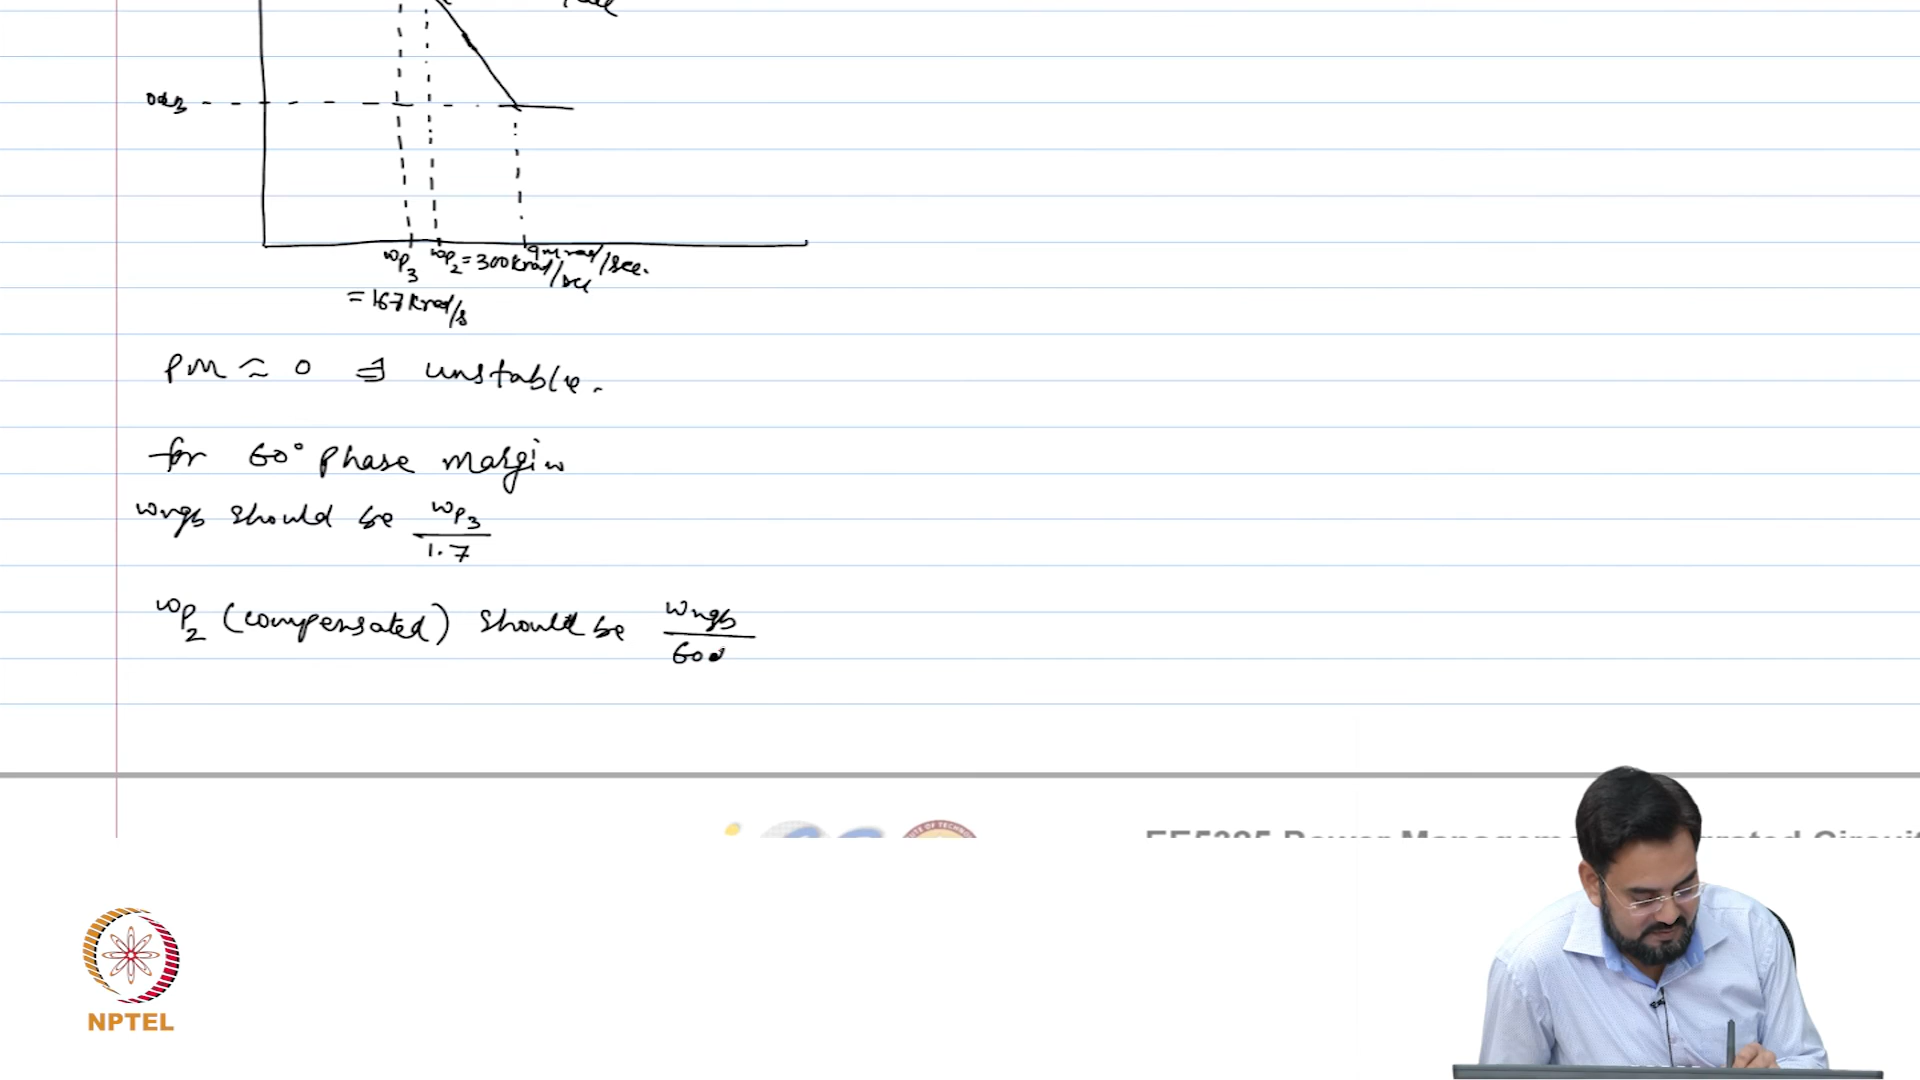 0dB
ωp3 ωp2 = 300krad/sec
= 167krad/s
PM ≈ 0 ⇒ unstable.
for 60° phase margin
ωugb should be ωp3/1.7
ωp2 (compensated) should be ωugb/600
NPTEL